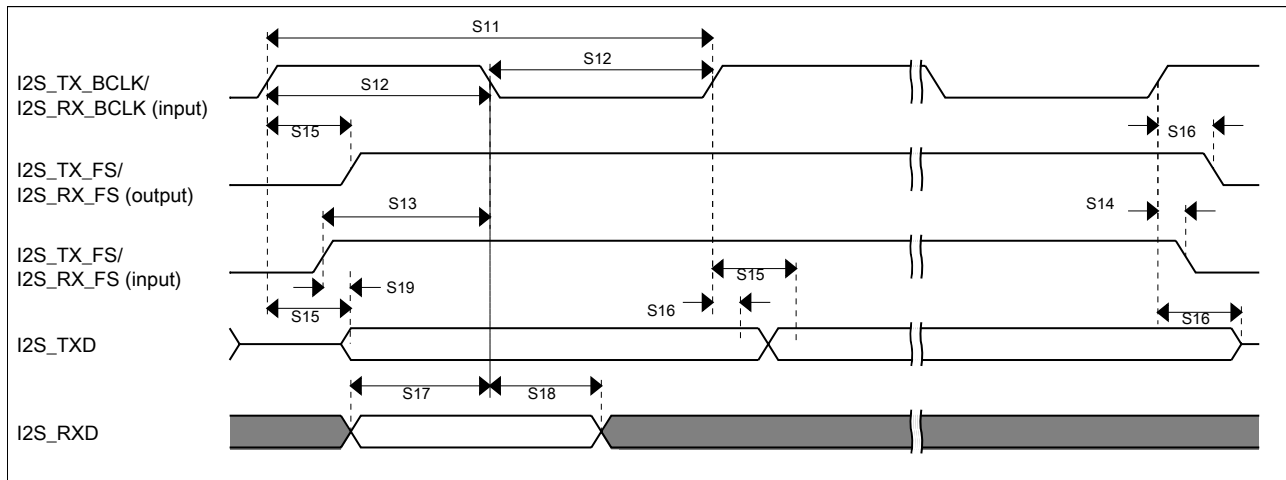 S11
S12
I2S_TX_BCLK/
I2S_RX_BCLK (input)
S12
S15
S16
I2S_TX_FS/
I2S_RX_FS (output)
S13
S14
I2S_TX_FS/
I2S_RX_FS (input)
S15
S19
S16
S15
S16
I2S_TXD
S17
S18
I2S_RXD